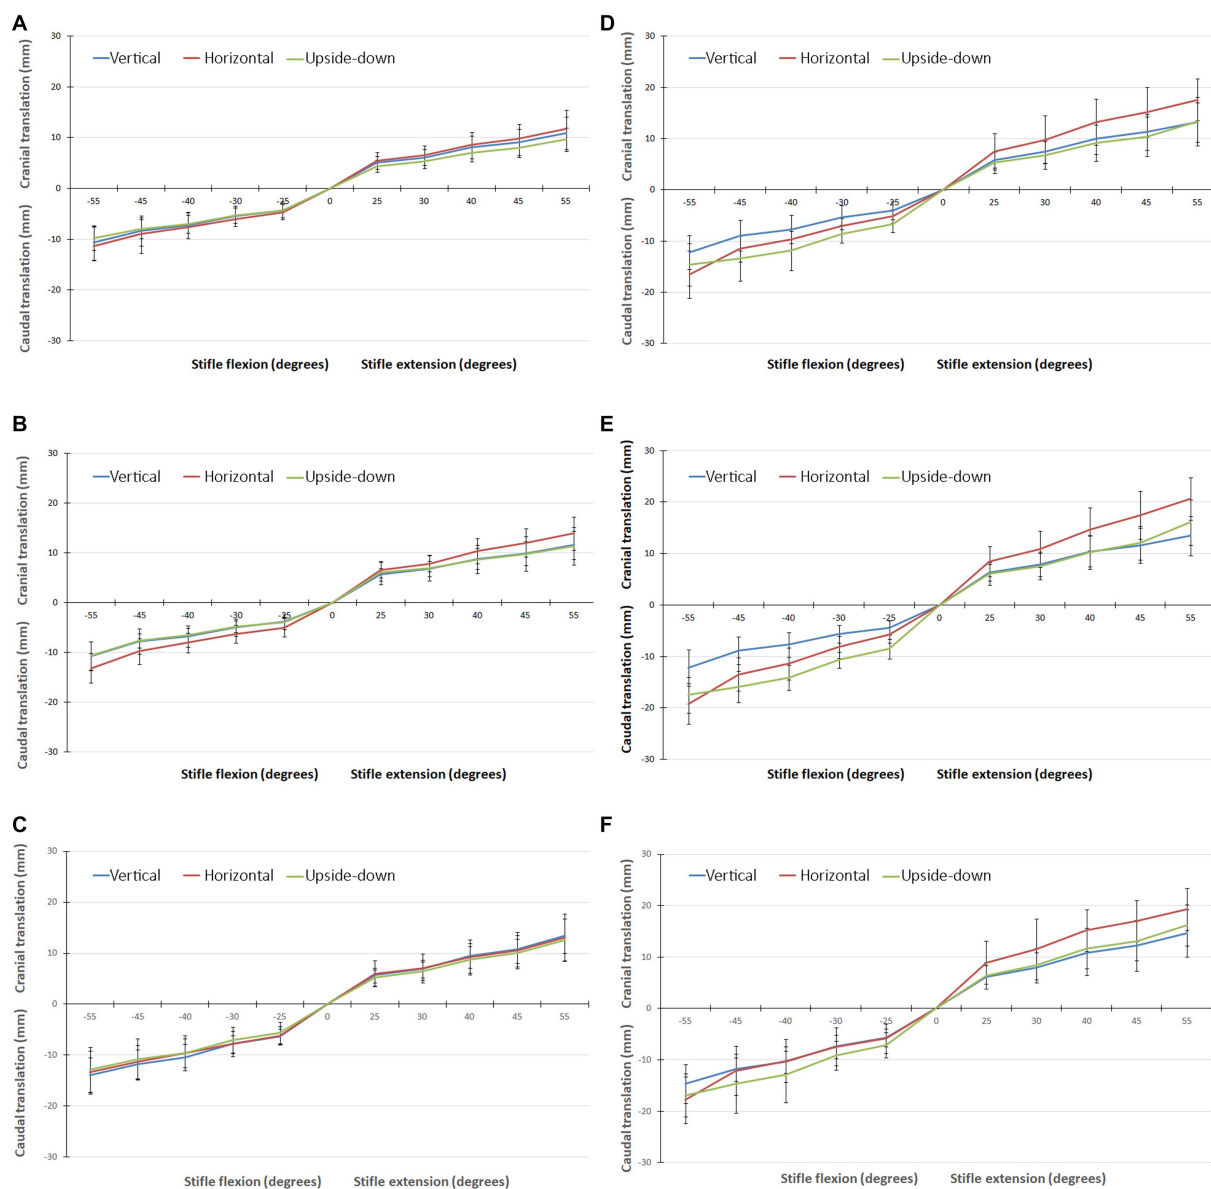 A
Cranial translation (mm)
Caudal translation (mm)
30
20
10
0
-10
-20
-30
Vertical Horizontal Upside-down
-55 -45 -40 -30 -25 0 25 30 40 45 55
Stifle flexion (degrees) Stifle extension (degrees)
B
Cranial translation (mm)
Caudal translation (mm)
30
20
10
0
-10
-20
-30
Vertical Horizontal Upside-down
-55 -45 -40 -30 -25 0 25 30 40 45 55
Stifle flexion (degrees) Stifle extension (degrees)
C
Cranial translation (mm)
Caudal translation (mm)
30
20
10
0
-10
-20
-30
Vertical Horizontal Upside-down
-55 -45 -40 -30 -25 0 25 30 40 45 55
Stifle flexion (degrees) Stifle extension (degrees)
D
Cranial translation (mm)
Caudal translation (mm)
30
20
10
0
-10
-20
-30
Vertical Horizontal Upside-down
-55 -45 -40 -30 -25 0 25 30 40 45 55
Stifle flexion (degrees) Stifle extension (degrees)
E
Cranial translation (mm)
Caudal translation (mm)
30
20
10
0
-10
-20
-30
Vertical Horizontal Upside-down
-55 -45 -40 -30 -25 0 25 30 40 45 55
Stifle flexion (degrees) Stifle extension (degrees)
F
Cranial translation (mm)
Caudal translation (mm)
30
20
10
0
-10
-20
-30
Vertical Horizontal Upside-down
-55 -45 -40 -30 -25 0 25 30 40 45 55
Stifle flexion (degrees) Stifle extension (degrees)